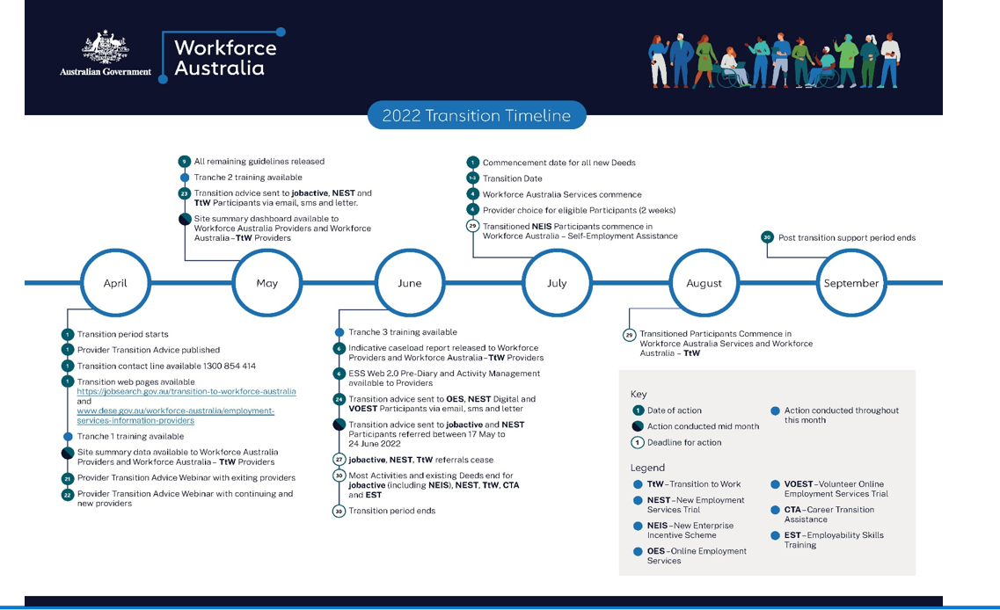 Australian Government
Workforce
Australia
2022 Transition Timeline
9 All remaining guidelines released
Tranche 2 training available
23 Transition advice sent to jobactive, NEST and
TtW Participants via email, sms and letter.
Site summary dashboard available to
Workforce Australia Providers and Workforce
Australia – TtW Providers
1 Commencement date for all new Deeds
1-3 Transition Date
4 Workforce Australia Services commence
4 Provider choice for eligible Participants (2 weeks)
29 Transitioned NEIS Participants commence in
Workforce Australia – Self-Employment Assistance
30 Post transition support period ends
April
May
June
July
August
September
1 Transition period starts
1 Provider Transition Advice published
1 Transition contact line available 1300 854 414
1 Transition web pages available
https://jobsearch.gov.au/transition-to-workforce-australia
and
www.dese.gov.au/workforce-australia/employment-
services-information-providers
Tranche 1 training available
Site summary data available to Workforce Australia
Providers and Workforce Australia – TtW Providers
21 Provider Transition Advice Webinar with exiting providers
22 Provider Transition Advice Webinar with continuing and
new providers
Tranche 3 training available
6 Indicative caseload report released to Workforce
Providers and Workforce Australia – TtW Providers
6 ESS Web 2.0 Pre-Diary and Activity Management
available to Providers
24 Transition advice sent to OES, NEST Digital and
VOEST Participants via email, sms and letter
Transition advice sent to jobactive and NEST
Participants referred between 17 May to
24 June 2022
27 jobactive, NEST, TtW referrals cease
30 Most Activities and existing Deeds end for
jobactive (including NEIS), NEST, TtW, CTA
and EST
30 Transition period ends
29 Transitioned Participants Commence in
Workforce Australia Services and Workforce
Australia – TtW
Key
1 Date of action
Action conducted mid month
1 Deadline for action
Action conducted throughout
this month
Legend
TtW – Transition to Work
NEST – New Employment
Services Trial
NEIS – New Enterprise
Incentive Scheme
OES – Online Employment
Services
VOEST – Volunteer Online
Employment Services Trial
CTA – Career Transition
Assistance
EST – Employability Skills
Training